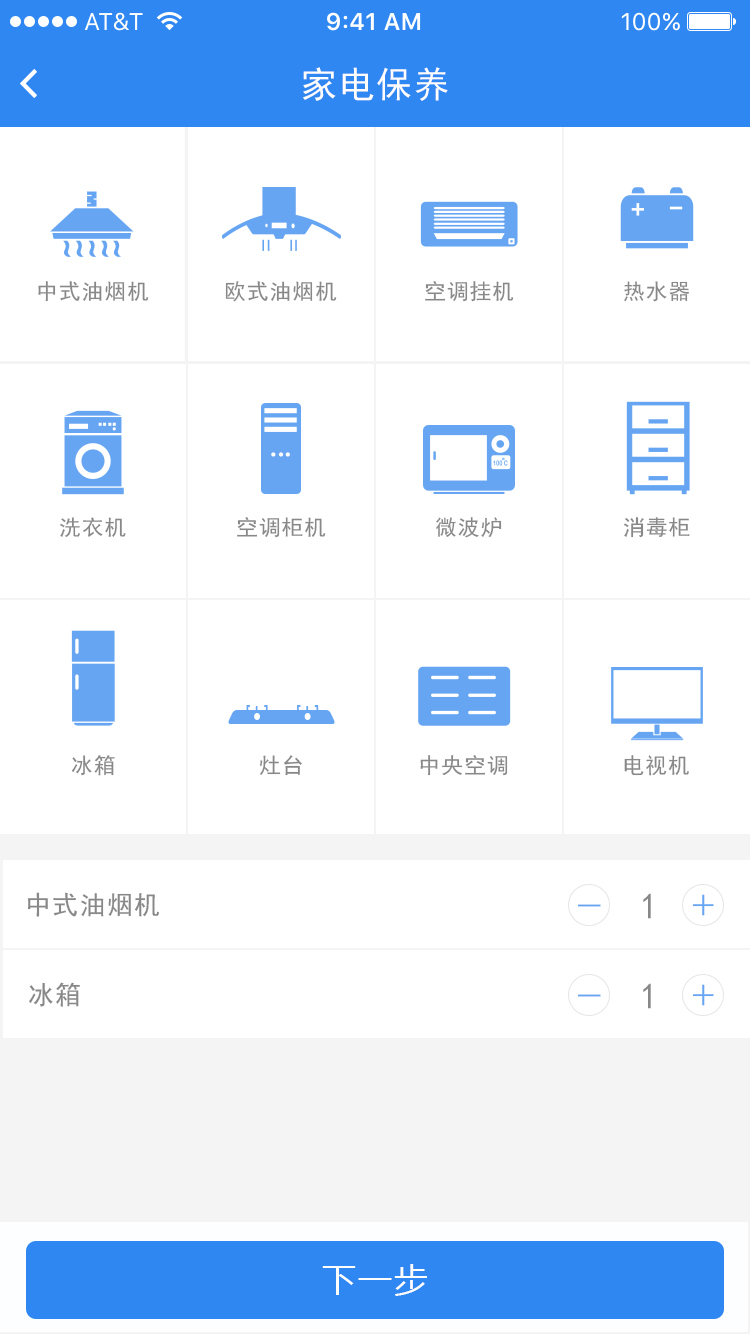 AT&T 9:41 AM 100%
家电保养
中式油烟机 欧式油烟机 空调挂机 热水器
洗衣机 空调柜机 微波炉 消毒柜
100°C
冰箱 灶台 中央空调 电视机
中式油烟机 1
冰箱 1
下一步